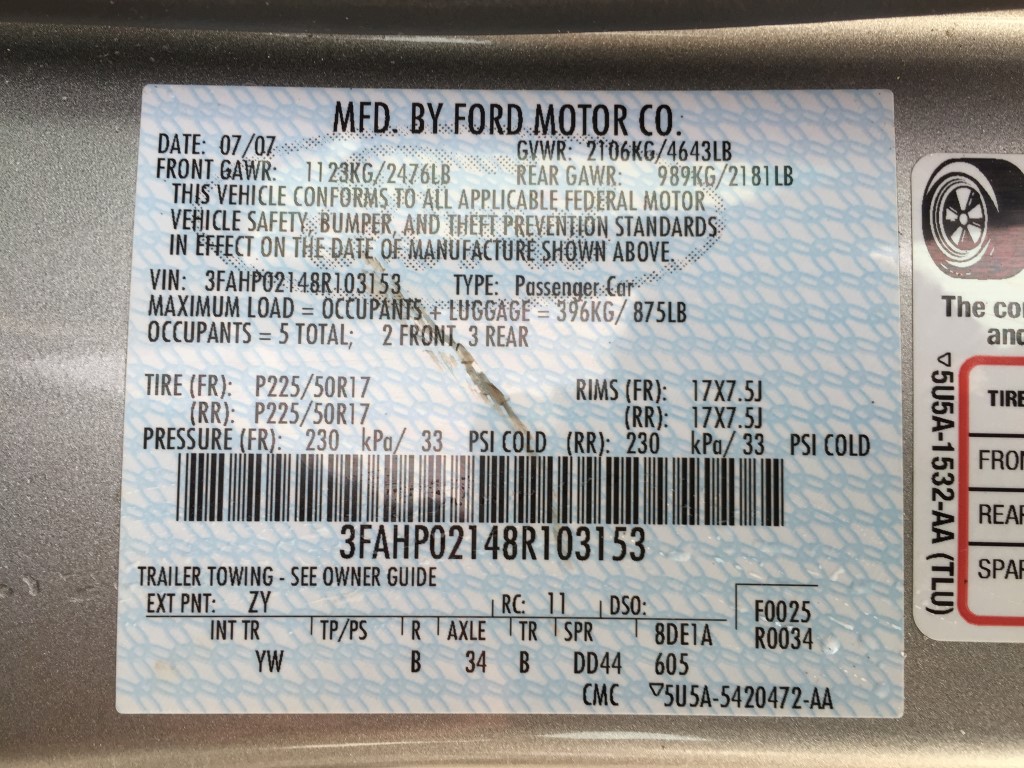 MFD. BY FORD MOTOR CO.
DATE: 07/07 GVWR: 2106KG/4643LB
FRONT GAWR: 1123KG/2476LB REAR GAWR: 989KG/2181LB
THIS VEHICLE CONFORMS TO ALL APPLICABLE FEDERAL MOTOR
VEHICLE SAFETY, BUMPER, AND THEFT PREVENTION STANDARDS
IN EFFECT ON THE DATE OF MANUFACTURE SHOWN ABOVE.
VIN: 3FAHP02148R103153 TYPE: Passenger Car
MAXIMUM LOAD = OCCUPANTS + LUGGAGE = 396KG/ 875LB
OCCUPANTS = 5 TOTAL; 2 FRONT, 3 REAR
TIRE (FR): P225/50R17 RIMS (FR): 17X7.5J
(RR): P225/50R17 (RR): 17X7.5J
PRESSURE (FR): 230 kPa/ 33 PSI COLD (RR): 230 kPa/ 33 PSI COLD
3FAHP02148R103153
TRAILER TOWING - SEE OWNER GUIDE
EXT PNT: ZY RC: 11 DSO: F0025
INT TR TP/PS R AXLE TR SPR 8DE1A R0034
YW B 34 B DD44 605
CMC ▽5U5A-5420472-AA
The co
and
▽5U5A-1532-AA (TLU)
TIRE
FRON
REAR
SPAR